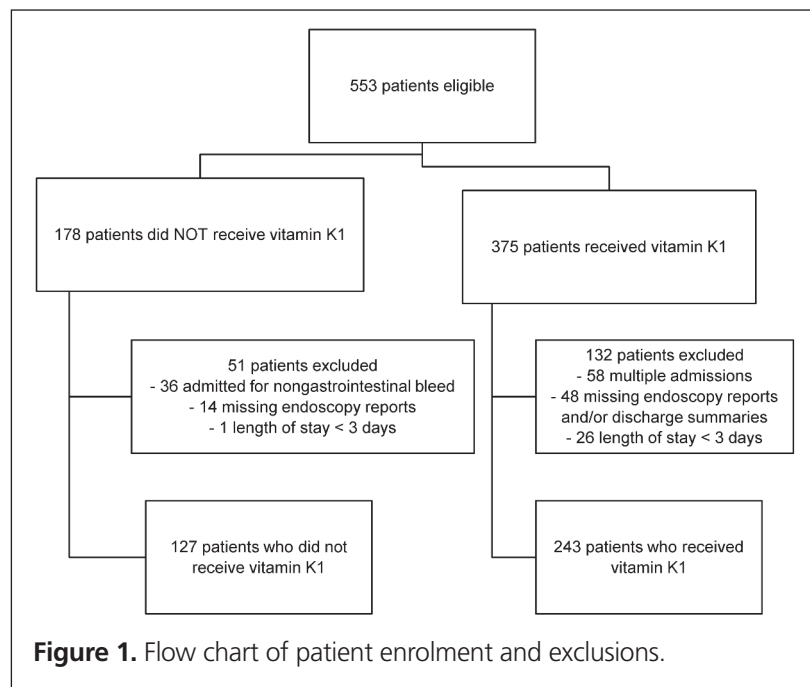 553 patients eligible
178 patients did NOT receive vitamin K1
375 patients received vitamin K1
51 patients excluded
- 36 admitted for nongastrointestinal bleed
- 14 missing endoscopy reports
- 1 length of stay < 3 days
132 patients excluded
- 58 multiple admissions
- 48 missing endoscopy reports
and/or discharge summaries
- 26 length of stay < 3 days
127 patients who did not
receive vitamin K1
243 patients who received
vitamin K1
Figure 1. Flow chart of patient enrolment and exclusions.